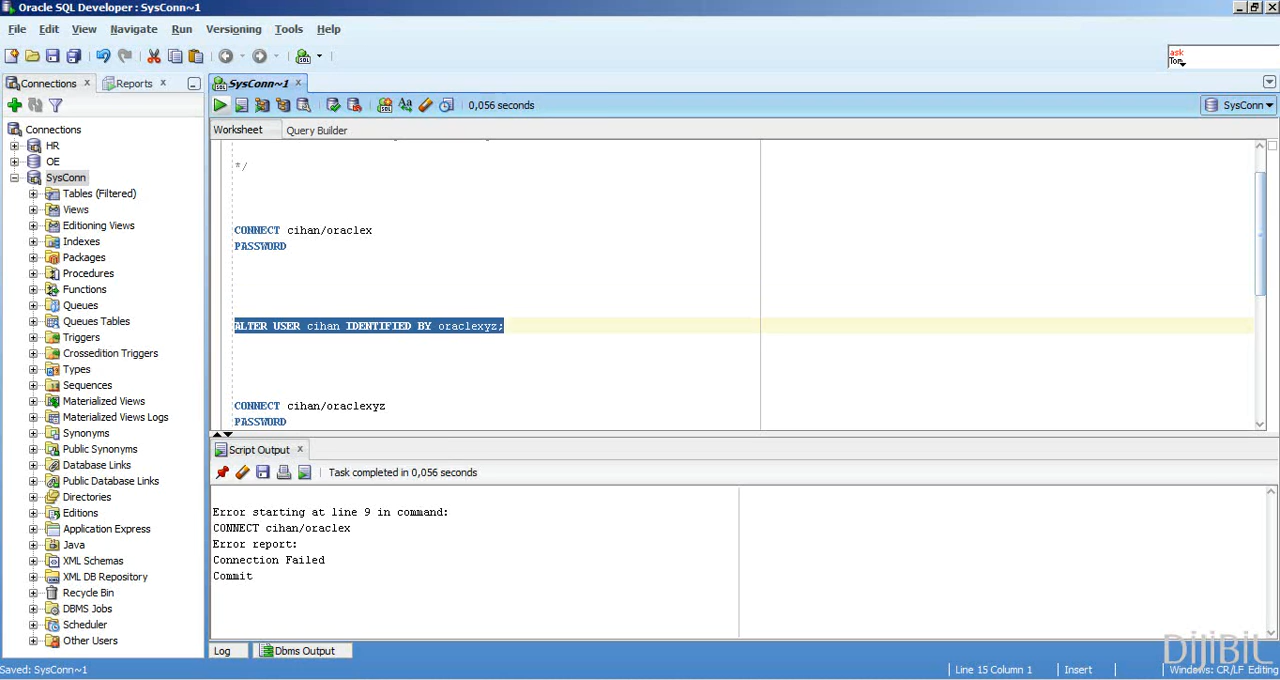 Oracle SQL Developer : SysConn~1
File Edit View Navigate Run Versioning Tools Help
ask
Tom
Connections Reports SysConn~1
0,056 seconds SysConn
Worksheet Query Builder
Connections
HR
OE
SysConn
Tables (Filtered)
Views
Editioning Views
Indexes
Packages
Procedures
Functions
Queues
Queues Tables
Triggers
Crossedition Triggers
Types
Sequences
Materialized Views
Materialized Views Logs
Synonyms
Public Synonyms
Database Links
Public Database Links
Directories
Editions
Application Express
Java
XML Schemas
XML DB Repository
Recycle Bin
DBMS Jobs
Scheduler
Other Users
*/
CONNECT cihan/oraclex
PASSWORD
ALTER USER cihan IDENTIFIED BY oraclexyz;
CONNECT cihan/oraclexyz
PASSWORD
Script Output
Task completed in 0,056 seconds
Error starting at line 9 in command:
CONNECT cihan/oraclex
Error report:
Connection Failed
Commit
Log Dbms Output
DIJIBIL
Saved: SysConn~1
Line 15 Column 1 Insert Windows: CR/LF Editing